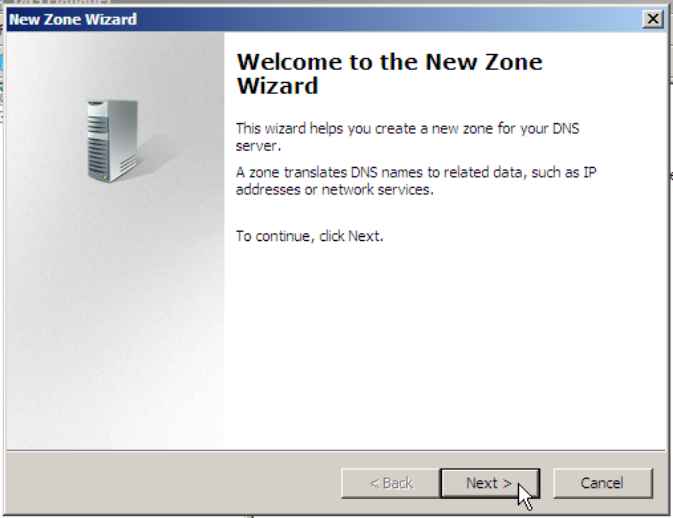 New Zone Wizard
Welcome to the New Zone
Wizard
This wizard helps you create a new zone for your DNS
server.
A zone translates DNS names to related data, such as IP
addresses or network services.
To continue, click Next.
< Back
Next >
Cancel